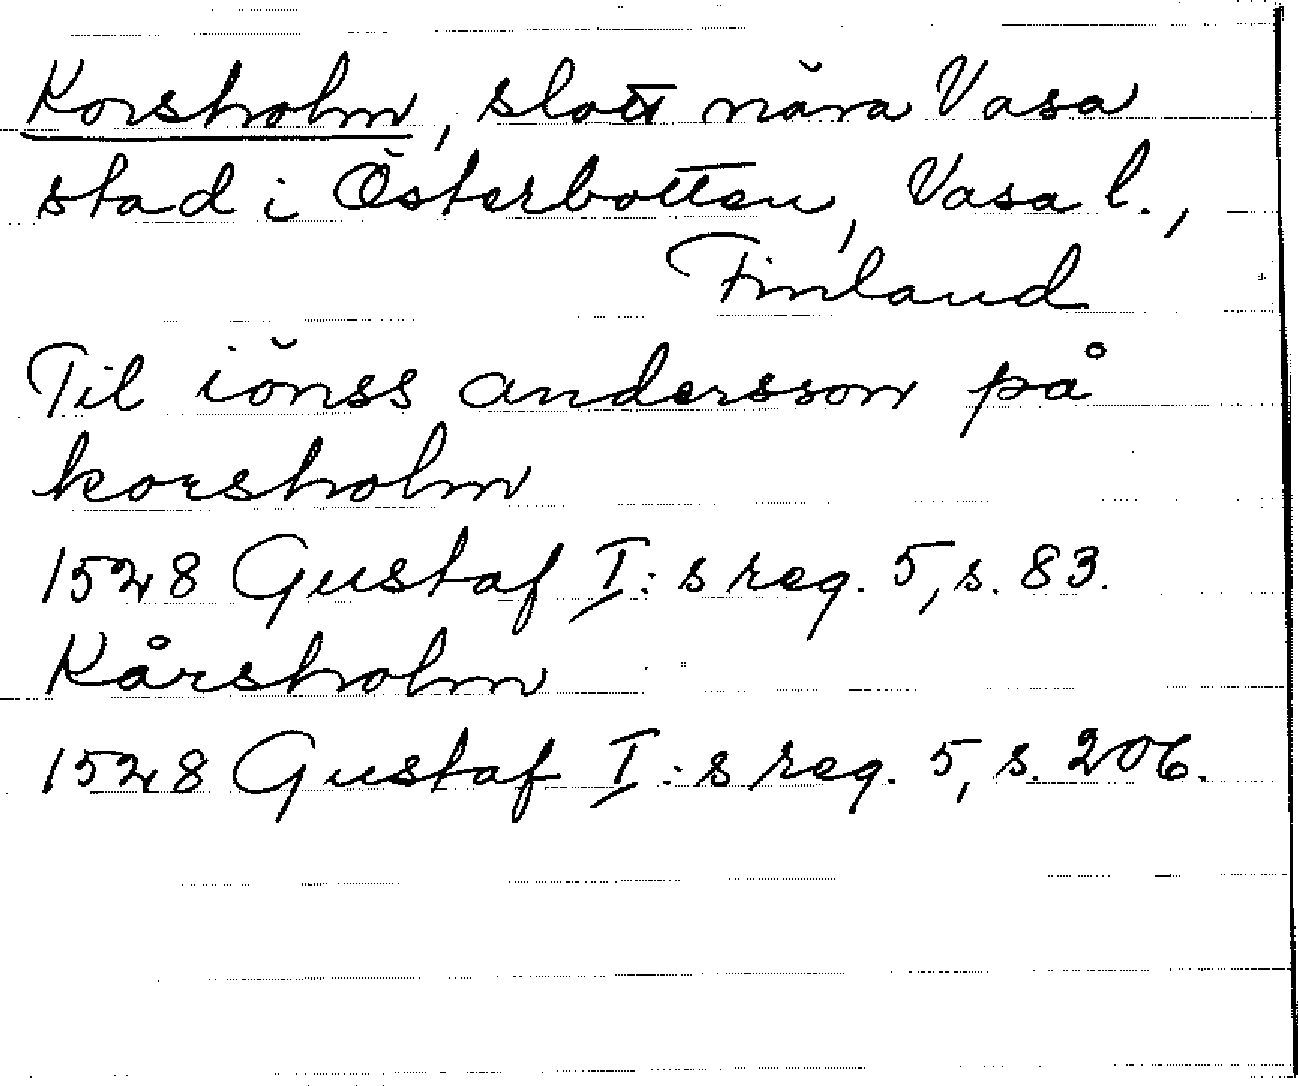 Korsholm, slott nära Vasa
stad i Österbotten, Vasa l.,
Finland
Til iönss andersson på
korsholm
1528 Gustaf I:s reg. 5, s. 83.
Kårsholm
1528 Gustaf I:s reg. 5, s. 206.